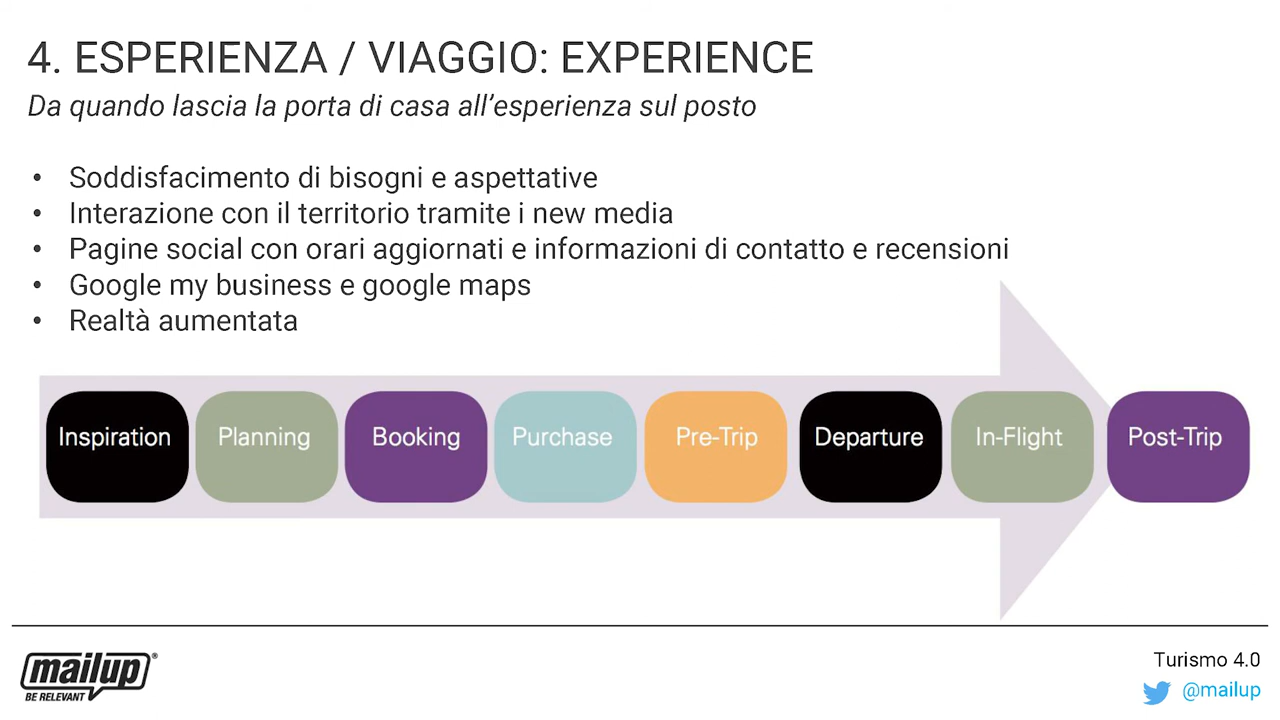 4. ESPERIENZA / VIAGGIO: EXPERIENCE
Da quando lascia la porta di casa all'esperienza sul posto
• Soddisfacimento di bisogni e aspettative
• Interazione con il territorio tramite i new media
• Pagine social con orari aggiornati e informazioni di contatto e recensioni
• Google my business e google maps
• Realtà aumentata
Inspiration Planning Booking Purchase Pre-Trip Departure In-Flight Post-Trip
mailup®
BE RELEVANT
Turismo 4.0
@mailup